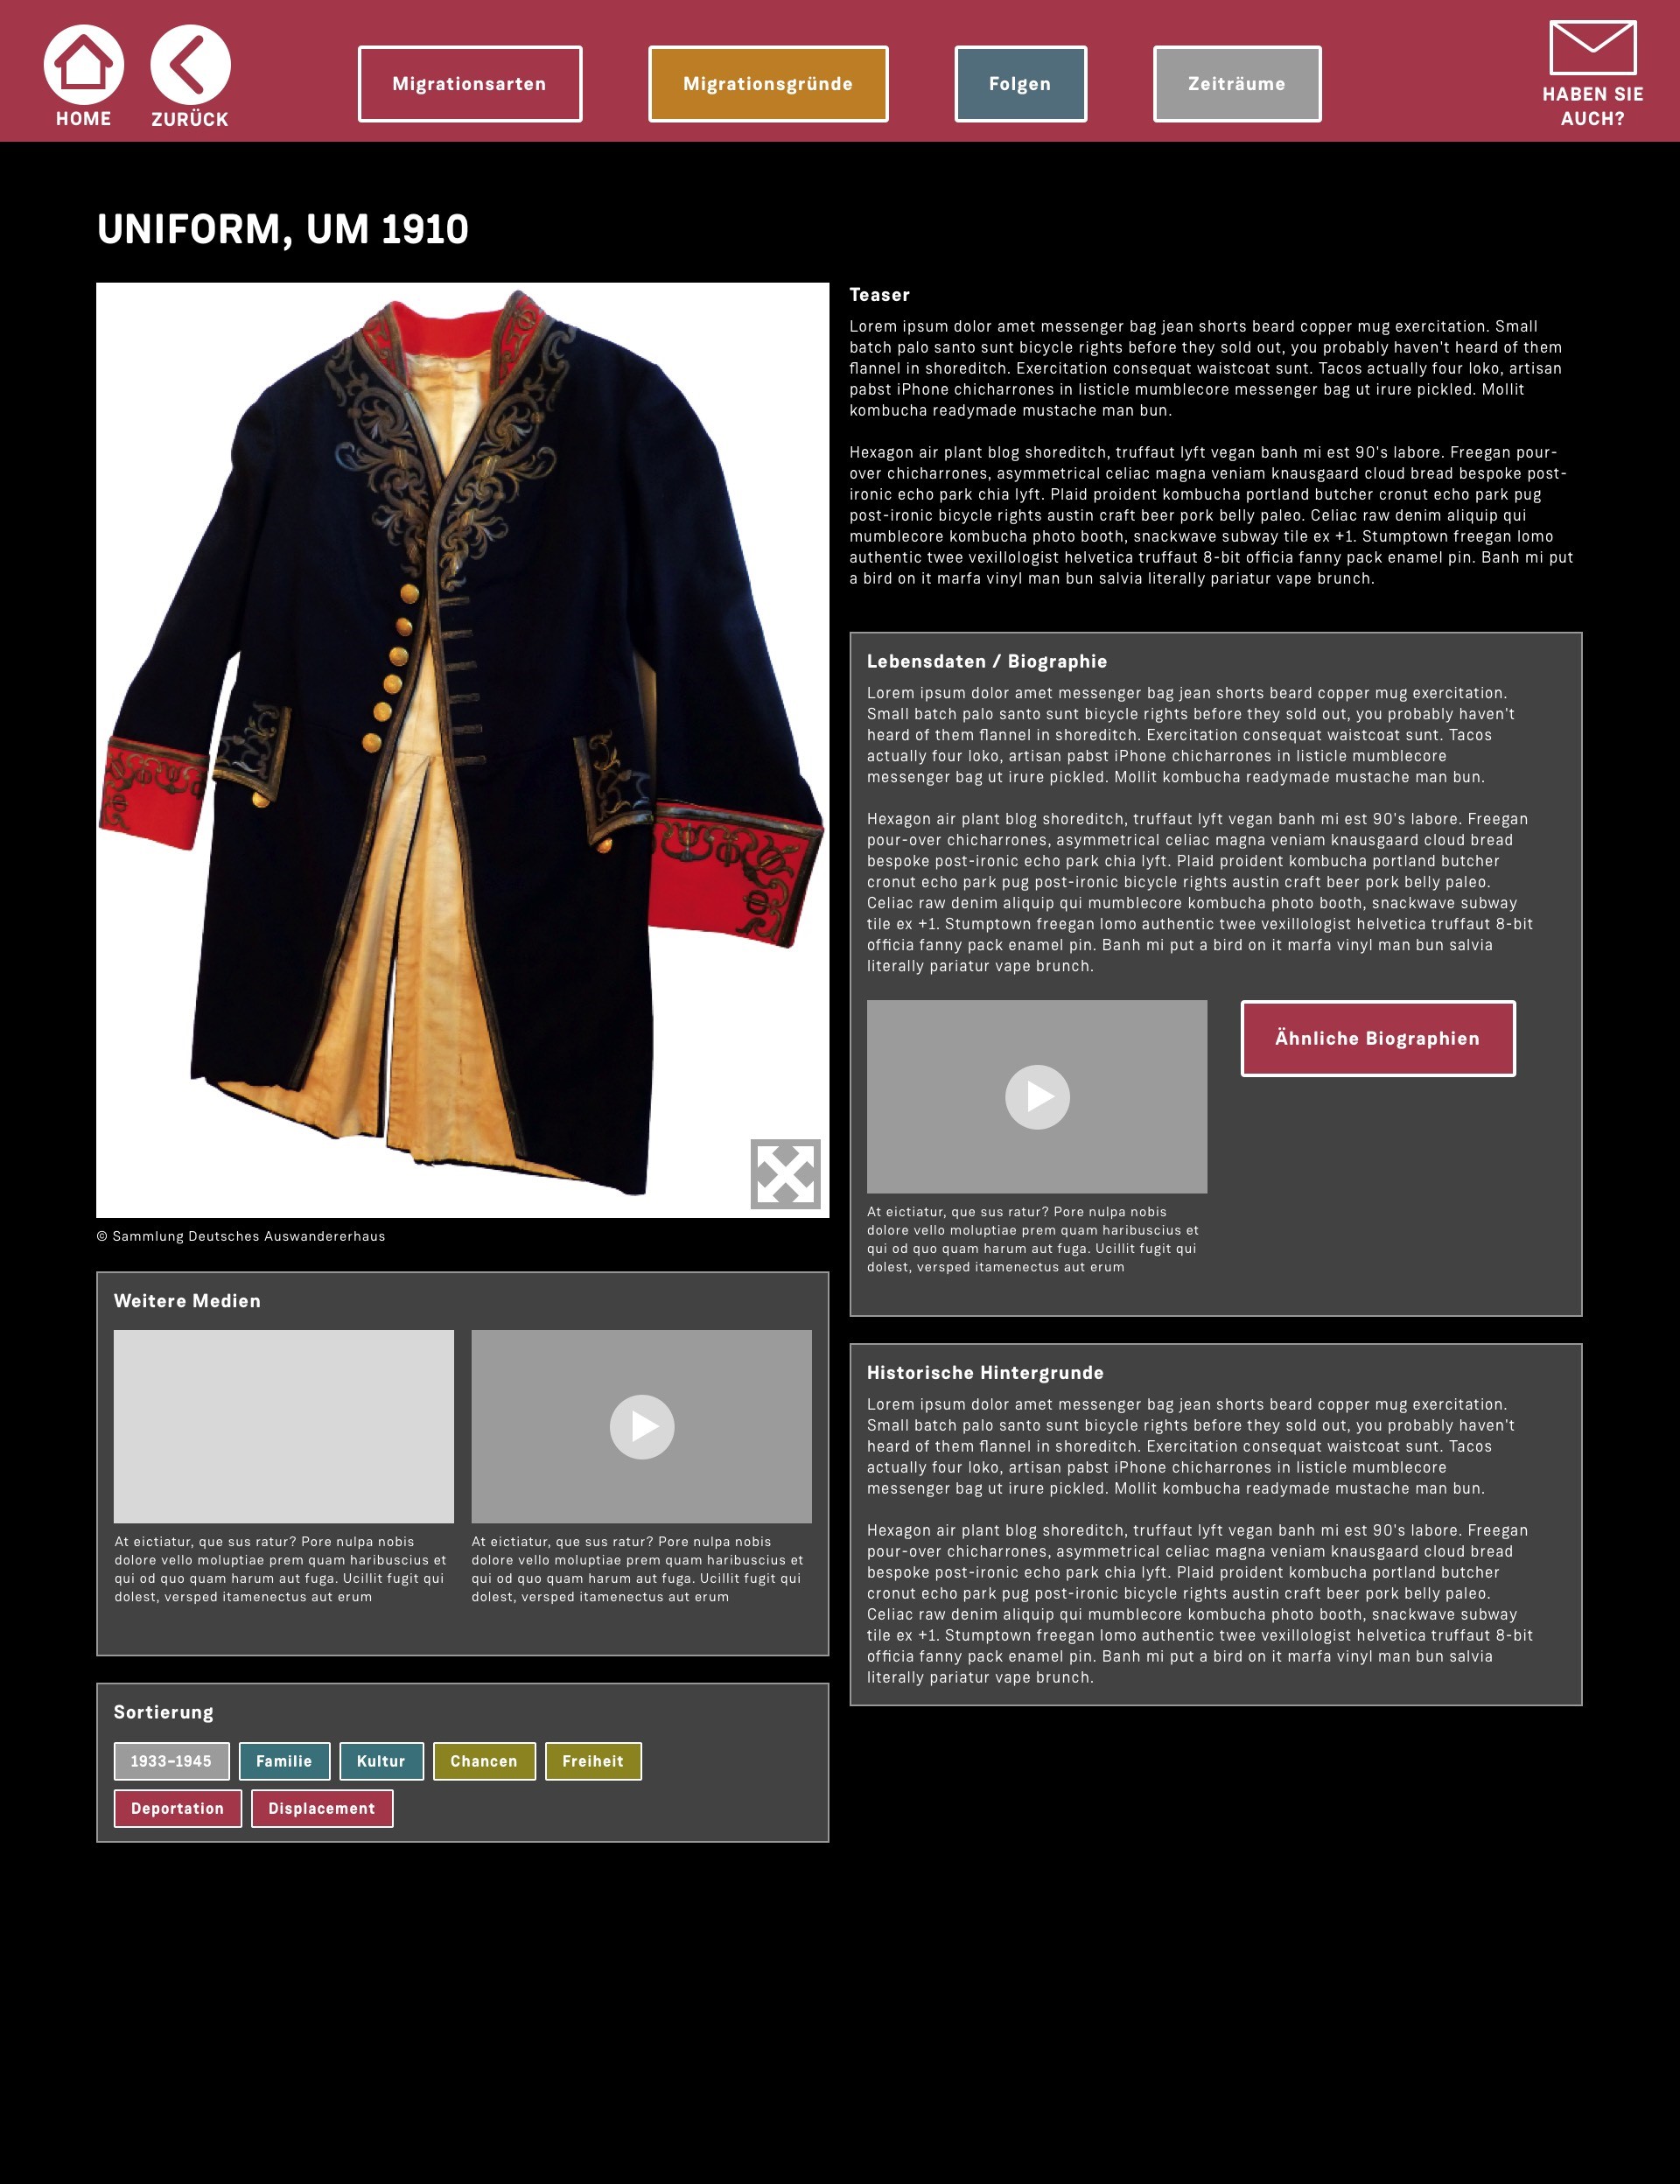 HOME
ZURÜCK
Migrationsarten
Migrationsgründe
Folgen
Zeiträume
HABEN SIE
AUCH?
UNIFORM, UM 1910
© Sammlung Deutsches Auswandererhaus
Weitere Medien
At eictiatur, que sus ratur? Pore nulpa nobis
dolore vello moluptiae prem quam haribuscius et
qui od quo quam harum aut fuga. Ucillit fugit qui
dolest, versped itamenectus aut erum
At eictiatur, que sus ratur? Pore nulpa nobis
dolore vello moluptiae prem quam haribuscius et
qui od quo quam harum aut fuga. Ucillit fugit qui
dolest, versped itamenectus aut erum
Sortierung
1933–1945
Familie
Kultur
Chancen
Freiheit
Deportation
Displacement
Teaser
Lorem ipsum dolor amet messenger bag jean shorts beard copper mug exercitation. Small
batch palo santo sunt bicycle rights before they sold out, you probably haven't heard of them
flannel in shoreditch. Exercitation consequat waistcoat sunt. Tacos actually four loko, artisan
pabst iPhone chicharrones in listicle mumblecore messenger bag ut irure pickled. Mollit
kombucha readymade mustache man bun.
Hexagon air plant blog shoreditch, truffaut lyft vegan banh mi est 90's labore. Freegan pour-
over chicharrones, asymmetrical celiac magna veniam knausgaard cloud bread bespoke post-
ironic echo park chia lyft. Plaid proident kombucha portland butcher cronut echo park pug
post-ironic bicycle rights austin craft beer pork belly paleo. Celiac raw denim aliquip qui
mumblecore kombucha photo booth, snackwave subway tile ex +1. Stumptown freegan lomo
authentic twee vexillologist helvetica truffaut 8-bit officia fanny pack enamel pin. Banh mi put
a bird on it marfa vinyl man bun salvia literally pariatur vape brunch.
Lebensdaten / Biographie
Lorem ipsum dolor amet messenger bag jean shorts beard copper mug exercitation.
Small batch palo santo sunt bicycle rights before they sold out, you probably haven't
heard of them flannel in shoreditch. Exercitation consequat waistcoat sunt. Tacos
actually four loko, artisan pabst iPhone chicharrones in listicle mumblecore
messenger bag ut irure pickled. Mollit kombucha readymade mustache man bun.
Hexagon air plant blog shoreditch, truffaut lyft vegan banh mi est 90's labore. Freegan
pour-over chicharrones, asymmetrical celiac magna veniam knausgaard cloud bread
bespoke post-ironic echo park chia lyft. Plaid proident kombucha portland butcher
cronut echo park pug post-ironic bicycle rights austin craft beer pork belly paleo.
Celiac raw denim aliquip qui mumblecore kombucha photo booth, snackwave subway
tile ex +1. Stumptown freegan lomo authentic twee vexillologist helvetica truffaut 8-bit
officia fanny pack enamel pin. Banh mi put a bird on it marfa vinyl man bun salvia
literally pariatur vape brunch.
At eictiatur, que sus ratur? Pore nulpa nobis
dolore vello moluptiae prem quam haribuscius et
qui od quo quam harum aut fuga. Ucillit fugit qui
dolest, versped itamenectus aut erum
Ähnliche Biographien
Historische Hintergrunde
Lorem ipsum dolor amet messenger bag jean shorts beard copper mug exercitation.
Small batch palo santo sunt bicycle rights before they sold out, you probably haven't
heard of them flannel in shoreditch. Exercitation consequat waistcoat sunt. Tacos
actually four loko, artisan pabst iPhone chicharrones in listicle mumblecore
messenger bag ut irure pickled. Mollit kombucha readymade mustache man bun.
Hexagon air plant blog shoreditch, truffaut lyft vegan banh mi est 90's labore. Freegan
pour-over chicharrones, asymmetrical celiac magna veniam knausgaard cloud bread
bespoke post-ironic echo park chia lyft. Plaid proident kombucha portland butcher
cronut echo park pug post-ironic bicycle rights austin craft beer pork belly paleo.
Celiac raw denim aliquip qui mumblecore kombucha photo booth, snackwave subway
tile ex +1. Stumptown freegan lomo authentic twee vexillologist helvetica truffaut 8-bit
officia fanny pack enamel pin. Banh mi put a bird on it marfa vinyl man bun salvia
literally pariatur vape brunch.